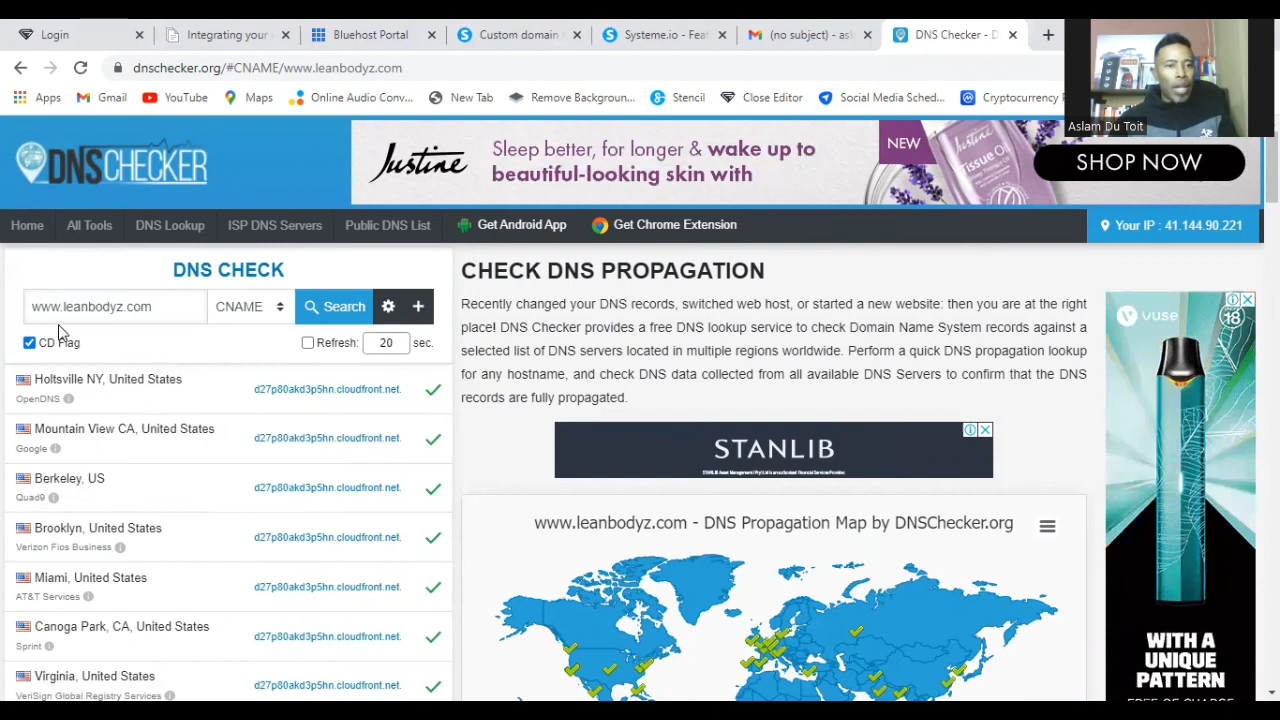 Login
Integrating your
Bluehost Portal
Custom domain
Systeme.io - Feat
(no subject) - asl
DNS Checker - D
dnschecker.org/#CNAME/www.leanbodyz.com
Apps
Gmail
YouTube
Maps
Online Audio Conv...
New Tab
Remove Backgroun...
Stencil
Close Editor
Social Media Sched...
Cryptocurrency
Aslam Du Toit
DNSCHECKER
Justine
Sleep better, for longer & wake up to
beautiful-looking skin with
NEW
Tissue Oil
SHOP NOW
Home
All Tools
DNS Lookup
ISP DNS Servers
Public DNS List
Get Android App
Get Chrome Extension
Your IP : 41.144.90.221
DNS CHECK
www.leanbodyz.com
CNAME
Search
CD Flag
Refresh:
20
sec.
Holtsville NY, United States
OpenDNS
d27p80akd3p5hn.cloudfront.net.
Mountain View CA, United States
Google
d27p80akd3p5hn.cloudfront.net.
Berkeley, US
Quad9
d27p80akd3p5hn.cloudfront.net.
Brooklyn, United States
Verizon Fios Business
d27p80akd3p5hn.cloudfront.net.
Miami, United States
AT&T Services
d27p80akd3p5hn.cloudfront.net.
Canoga Park, CA, United States
Sprint
d27p80akd3p5hn.cloudfront.net.
Virginia, United States
VeriSign Global Registry Services
d27p80akd3p5hn.cloudfront.net.
CHECK DNS PROPAGATION
Recently changed your DNS records, switched web host, or started a new website: then you are at the right
place! DNS Checker provides a free DNS lookup service to check Domain Name System records against a
selected list of DNS servers located in multiple regions worldwide. Perform a quick DNS propagation lookup
for any hostname, and check DNS data collected from all available DNS Servers to confirm that the DNS
records are fully propagated.
STANLIB
www.leanbodyz.com - DNS Propagation Map by DNSChecker.org
VUSE
18
WITH A
UNIQUE
PATTERN